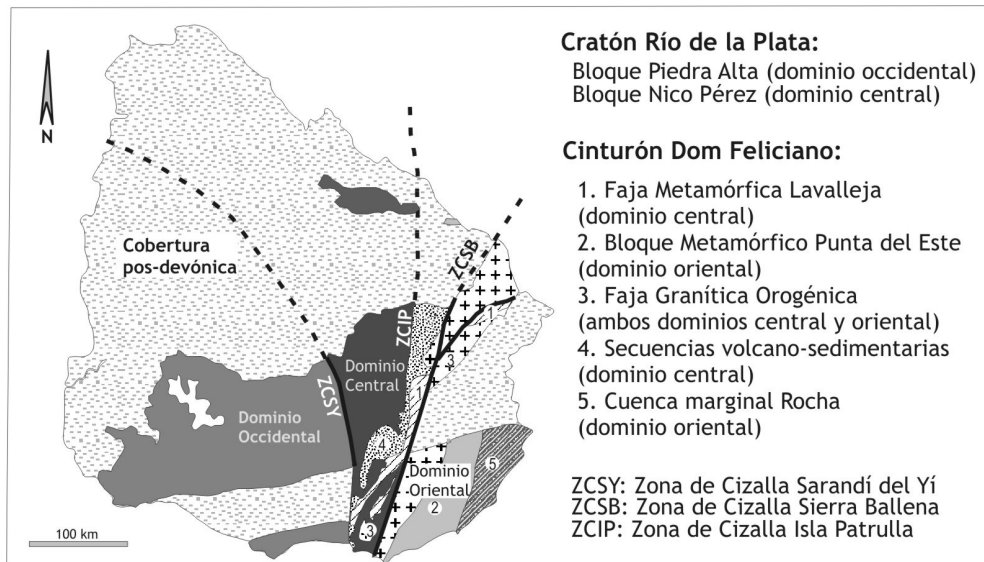 N
Cobertura
pos-devónica
ZCSB
ZCIP
ZCSY
Dominio
Central
Dominio
Occidental
Dominio
Oriental
1
1
3
4
3
2
5
100 km
Cratón Río de la Plata:
Bloque Piedra Alta (dominio occidental)
Bloque Nico Pérez (dominio central)
Cinturón Dom Feliciano:
1. Faja Metamórfica Lavalleja
(dominio central)
2. Bloque Metamórfico Punta del Este
(dominio oriental)
3. Faja Granítica Orogénica
(ambos dominios central y oriental)
4. Secuencias volcano-sedimentarias
(dominio central)
5. Cuenca marginal Rocha
(dominio oriental)
ZCSY: Zona de Cizalla Sarandí del Yí
ZCSB: Zona de Cizalla Sierra Ballena
ZCIP: Zona de Cizalla Isla Patrulla